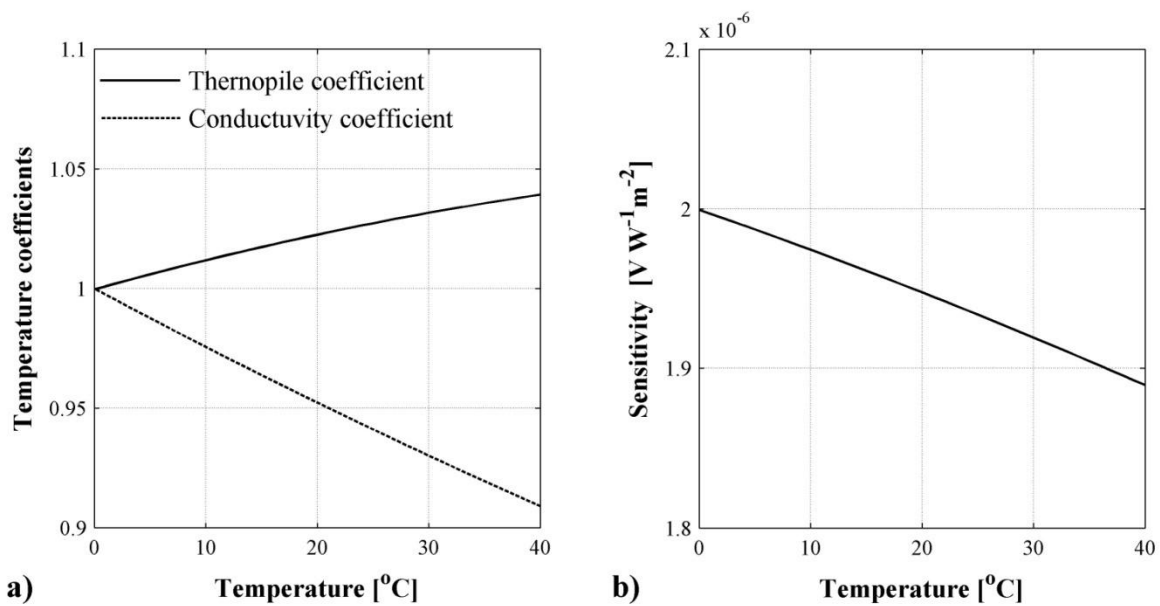 1.1
1.05
1
0.95
0.9
Thernopile coefficient
Conductuvity coefficient
Temperature coefficients
0
10
20
30
40
a)
Temperature [°C]
x 10⁻⁶
2.1
2
1.9
1.8
Sensitivity [V W⁻¹m⁻²]
0
10
20
30
40
b)
Temperature [°C]